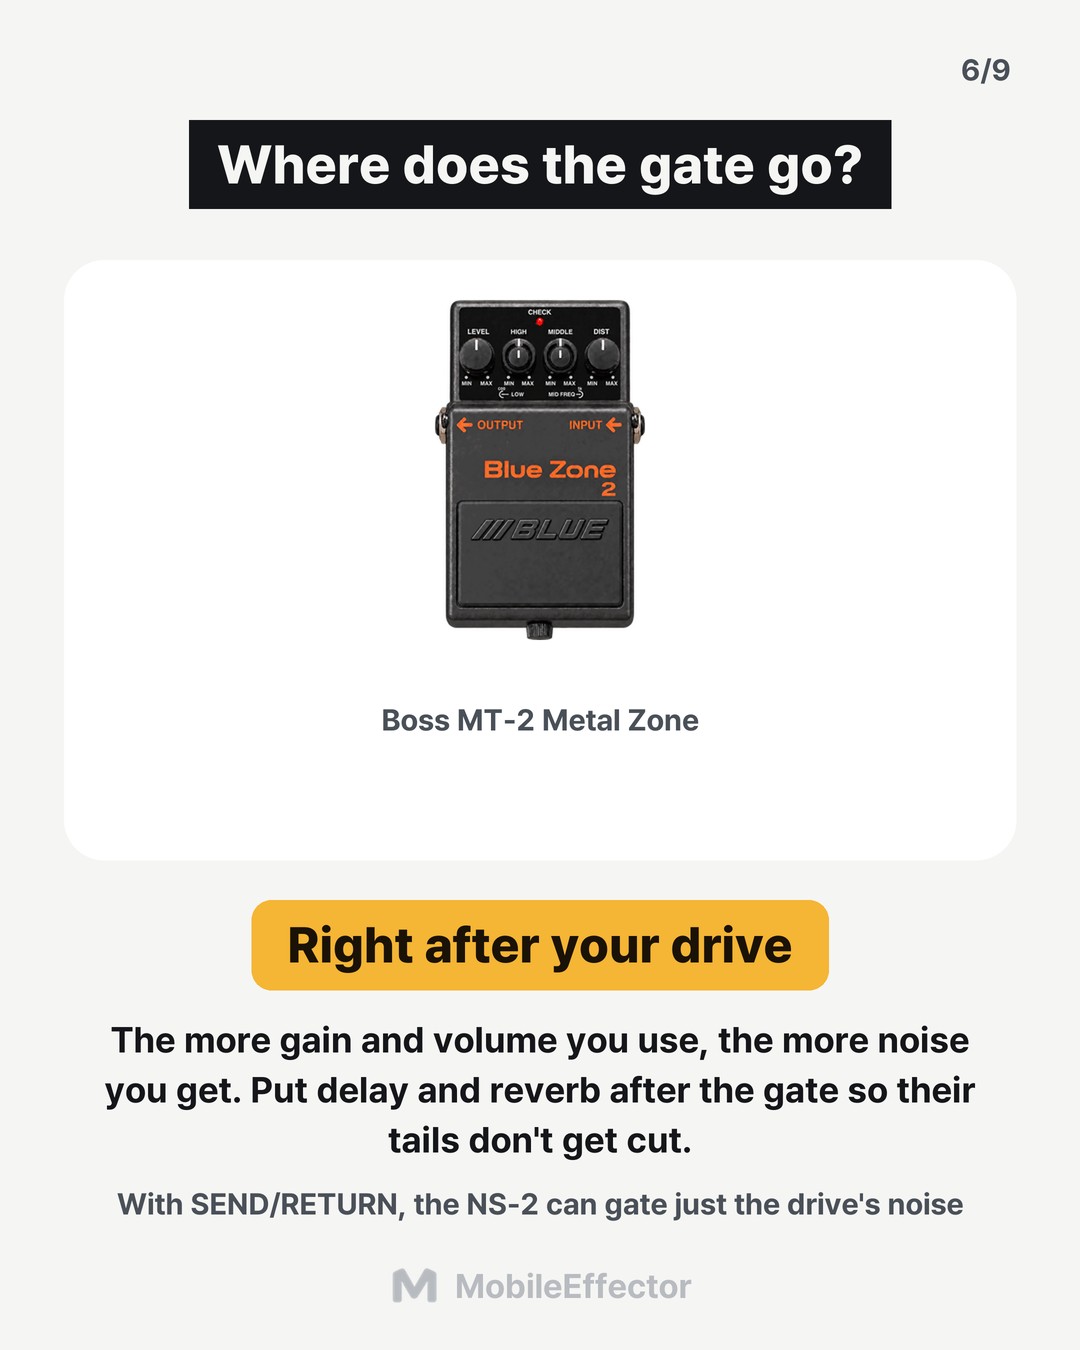 6/9
Where does the gate go?
CHECK
LEVEL HIGH MIDDLE DIST
MIN MAX MIN MAX MIN MAX MIN MAX
LOW MID FREQ
OUTPUT INPUT
Blue Zone
2
BLUE
Boss MT-2 Metal Zone
Right after your drive
The more gain and volume you use, the more noise
you get. Put delay and reverb after the gate so their
tails don't get cut.
With SEND/RETURN, the NS-2 can gate just the drive's noise
MobileEffector